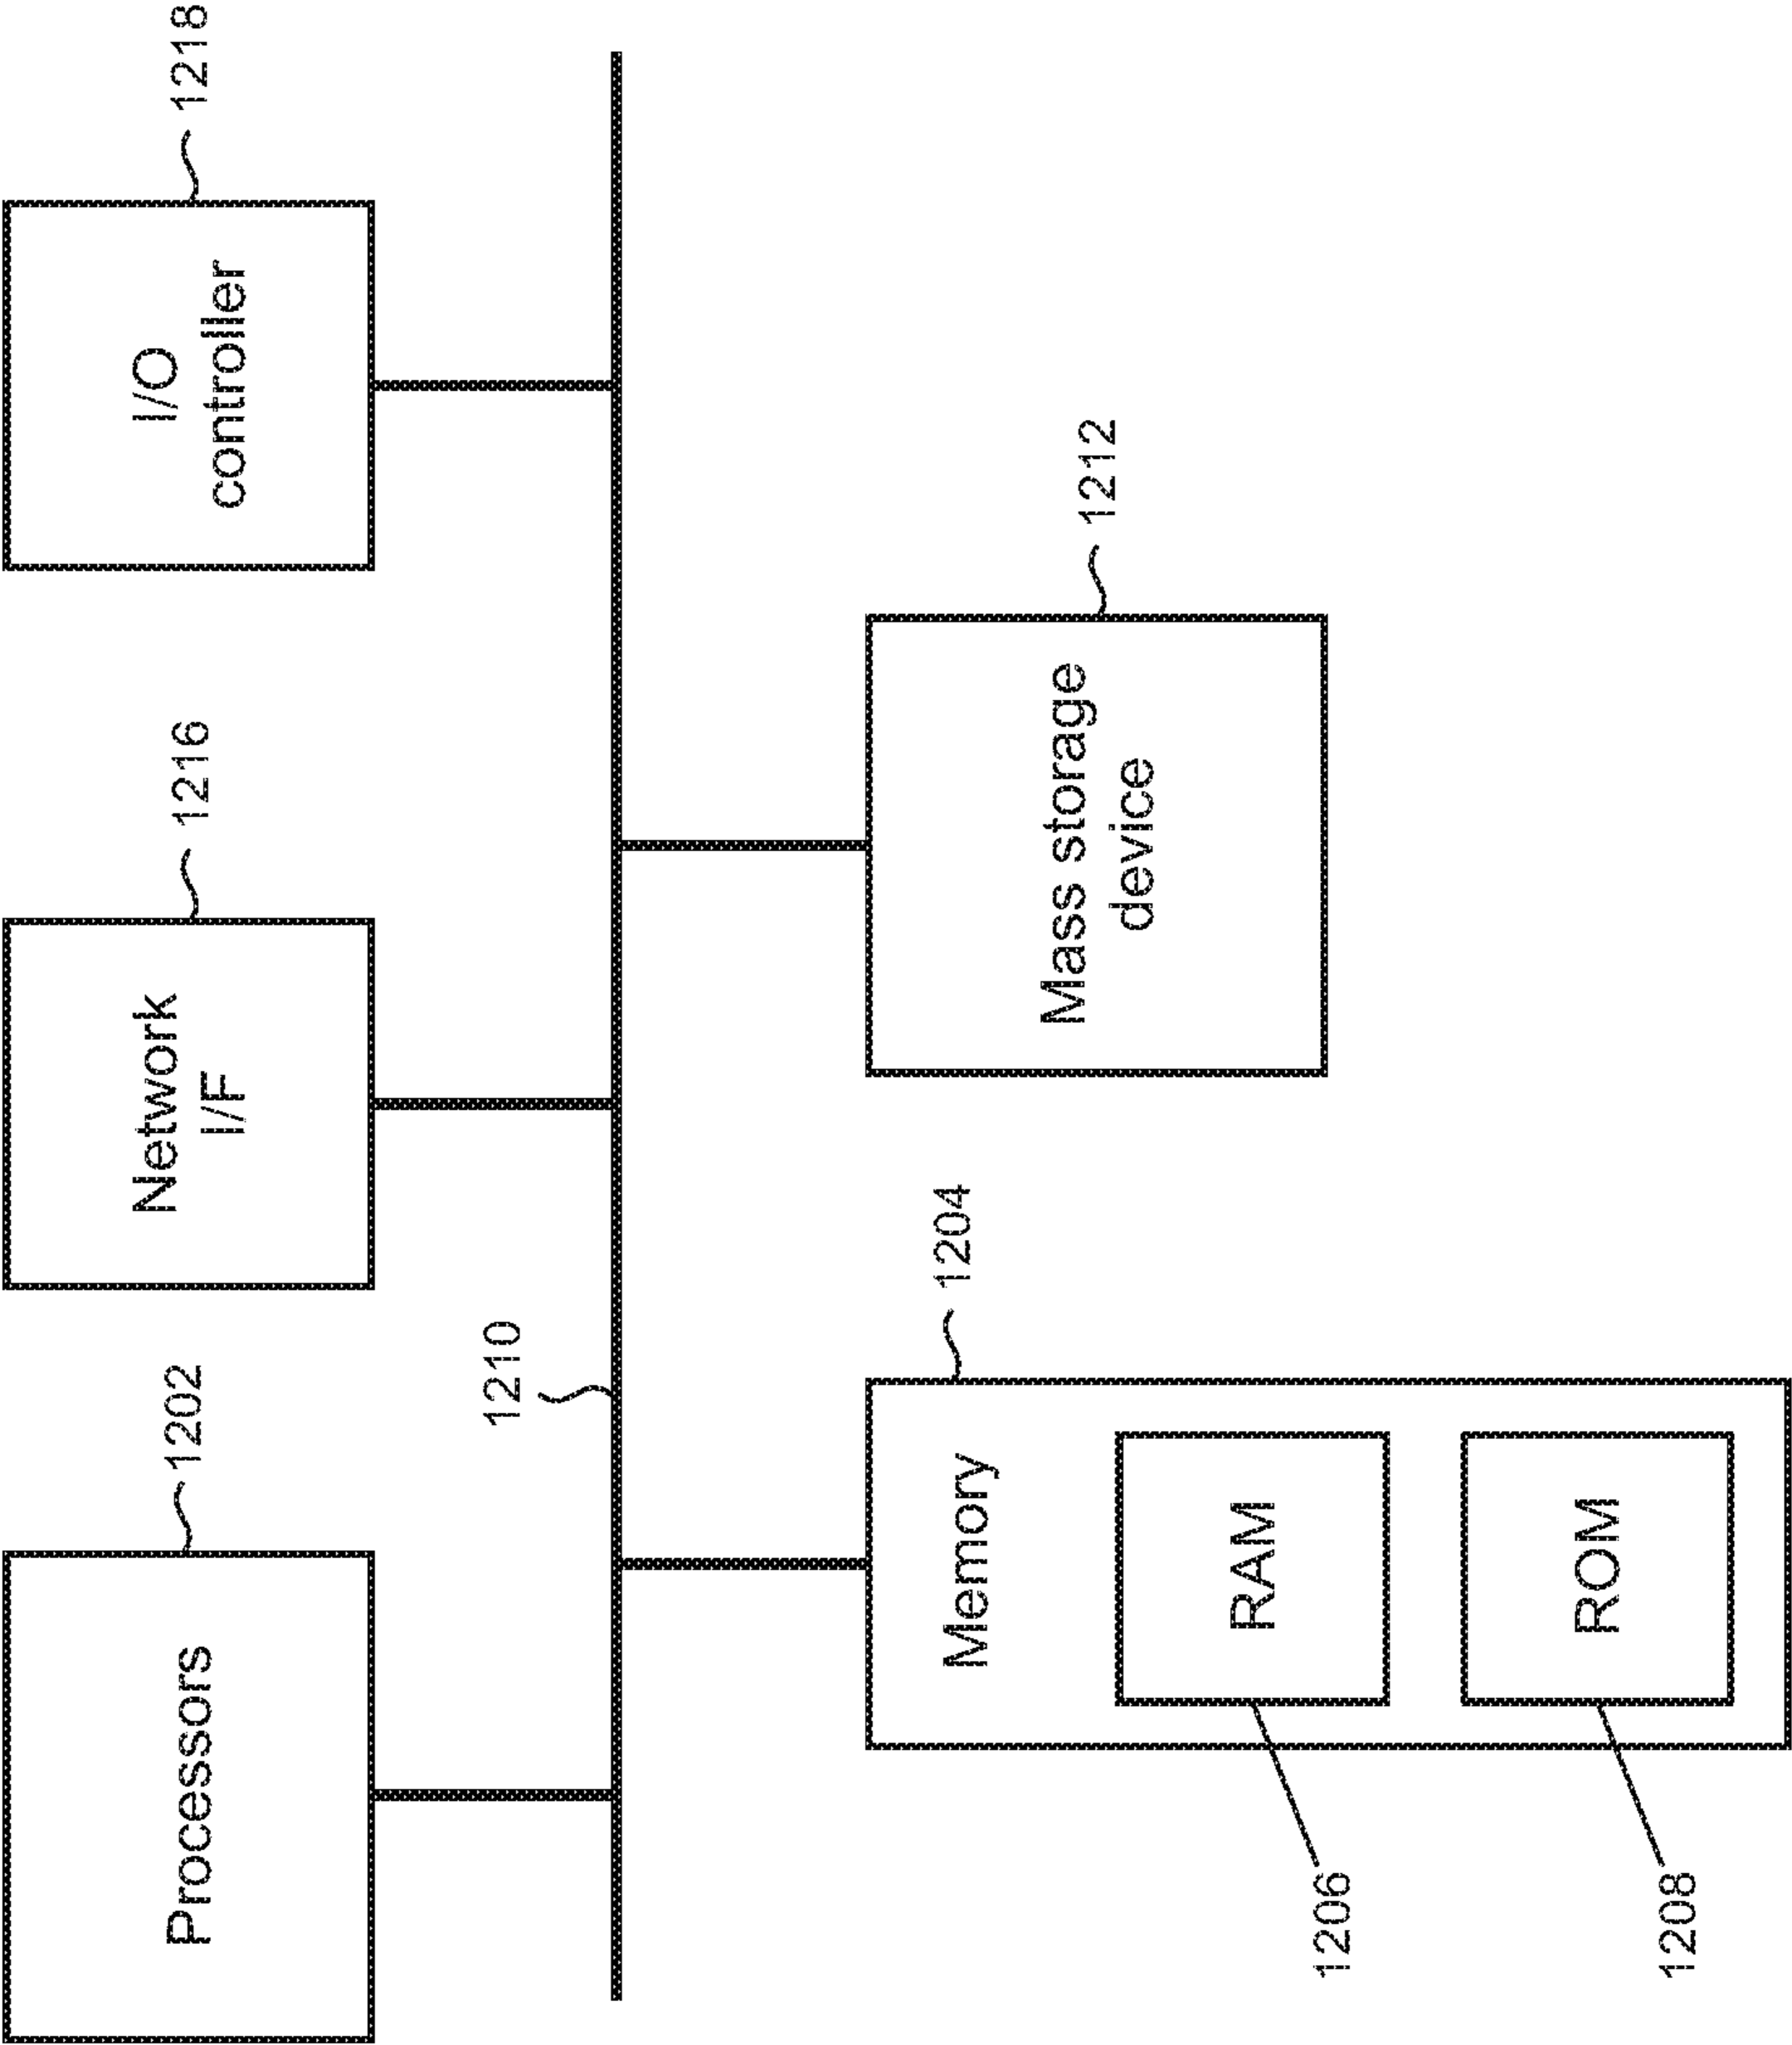 Processors
1202
Network
I/F
1216
I/O
controller
1218
1210
Memory
1204
RAM
1206
ROM
1208
Mass storage
device
1212